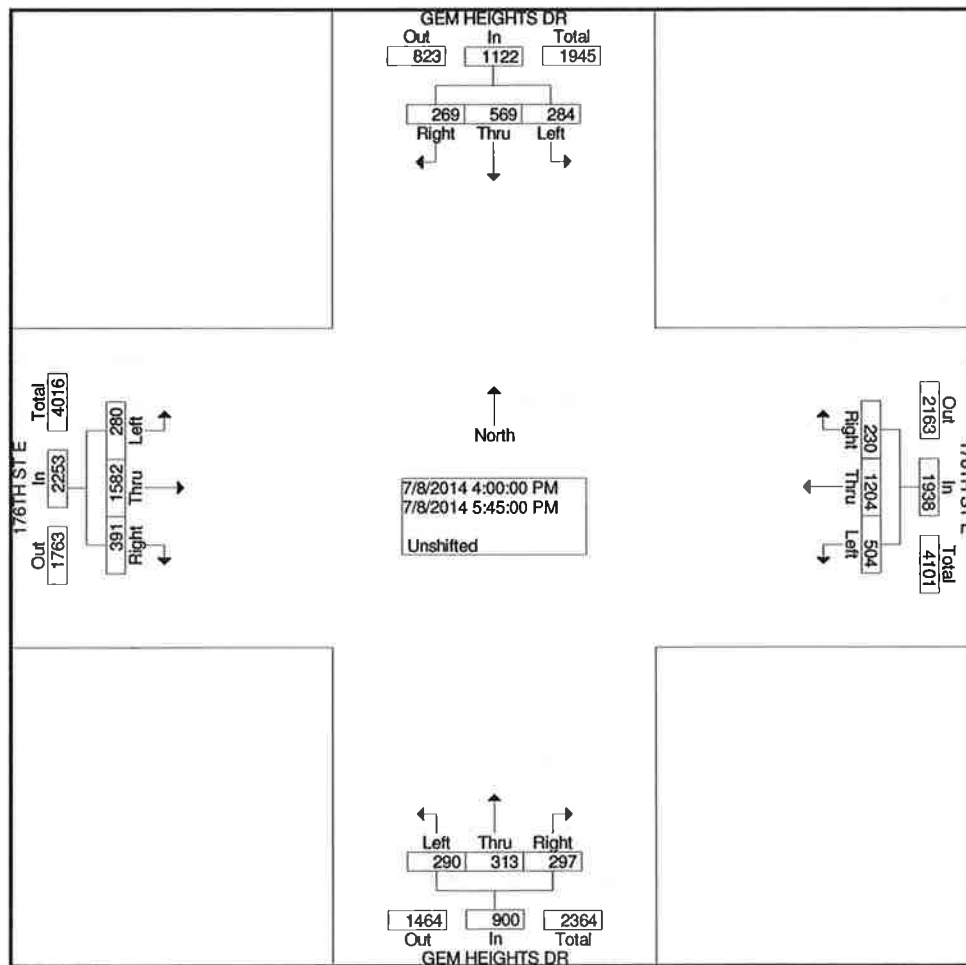 GEM HEIGHTS DR
Out In Total
823 1122 1945
269 569 284
Right Thru Left
176TH ST E
Total In Out
4016 2253 1763
280 1582 391
Left Thru Right
North
7/8/2014 4:00:00 PM
7/8/2014 5:45:00 PM
Unshifted
Right Thru Left
230 1204 504
Out In Total
2163 1938 4101
ST E
Left Thru Right
290 313 297
1464 900 2364
Out In Total
GEM HEIGHTS DR